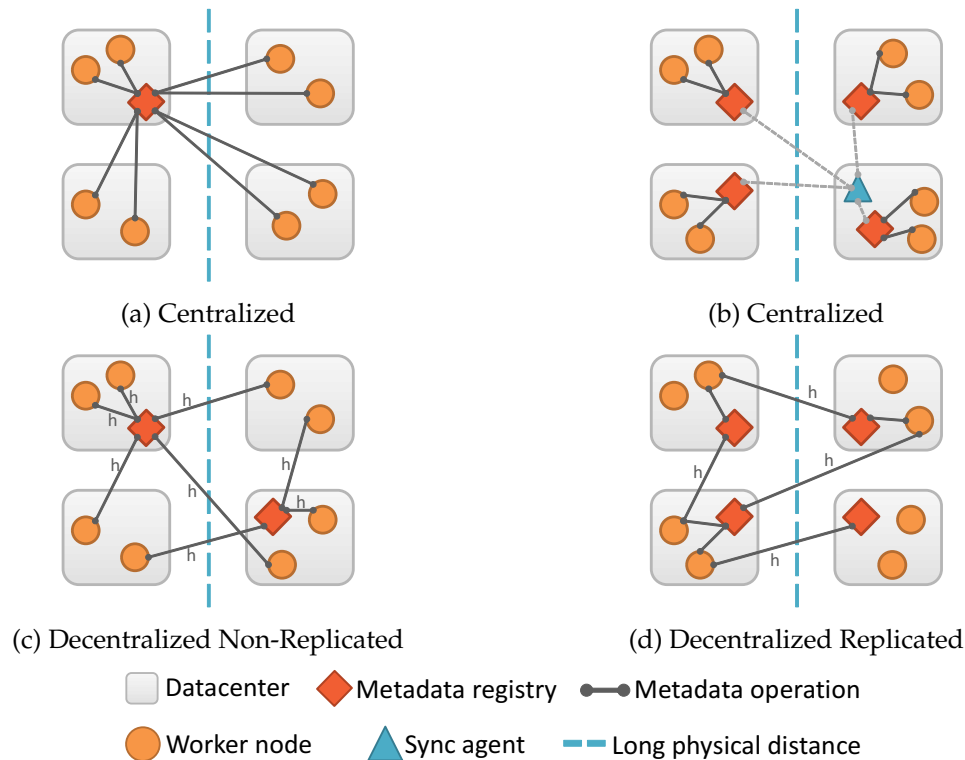 (a) Centralized
(b) Centralized
h
h
h
h
h
h
h
h
h
h
h
h
(c) Decentralized Non-Replicated
(d) Decentralized Replicated
Datacenter
Metadata registry
Metadata operation
Worker node
Sync agent
Long physical distance